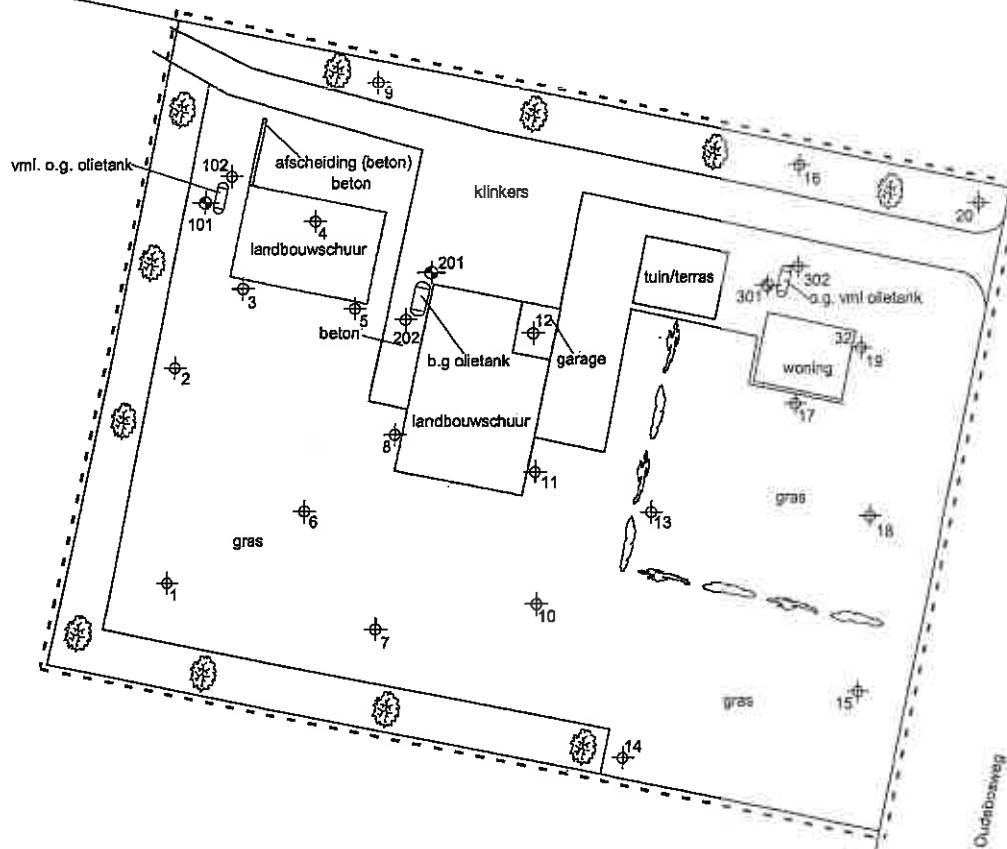 9
16
20
vml. o.g. olietank
102
101
afscheiding (beton)
beton
klinkers
4
landbouwschuur
3
5
201
202
beton
b.g olietank
12
garage
tuin/terras
301
302
o.g. vml olietank
32
19
woning
17
2
landbouwschuur
8
11
6
gras
13
gras
18
1
7
10
gras
15
14
Oudebosweg